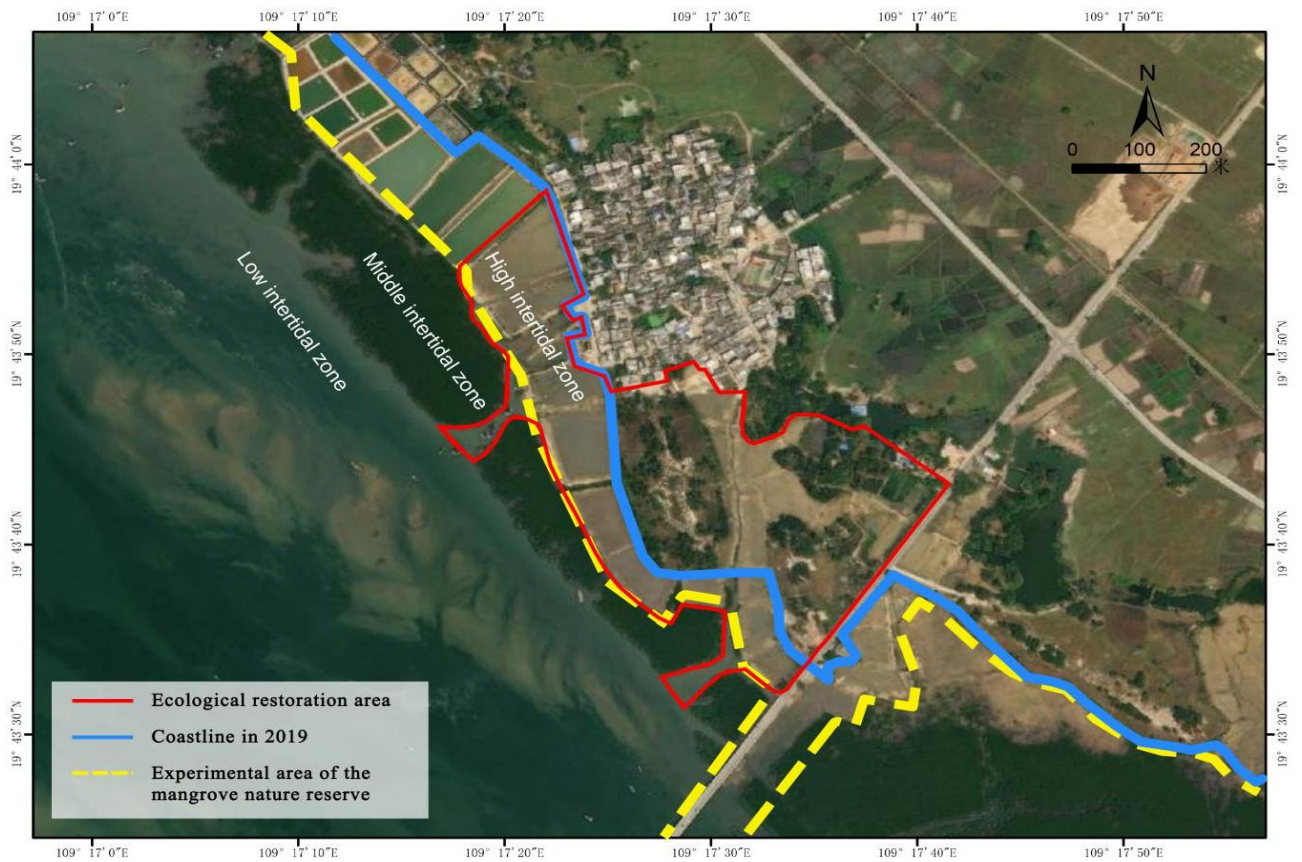 109° 17′0″E 109° 17′10″E 109° 17′20″E 109° 17′30″E 109° 17′40″E 109° 17′50″E
N
0 100 200
米
19° 44′0″N
19° 44′0″N
Low intertidal zone
Middle intertidal zone
High intertidal zone
19° 43′50″N
19° 43′50″N
19° 43′40″N
19° 43′40″N
19° 43′30″N
19° 43′30″N
Ecological restoration area
Coastline in 2019
Experimental area of the
mangrove nature reserve
109° 17′0″E 109° 17′10″E 109° 17′20″E 109° 17′30″E 109° 17′40″E 109° 17′50″E